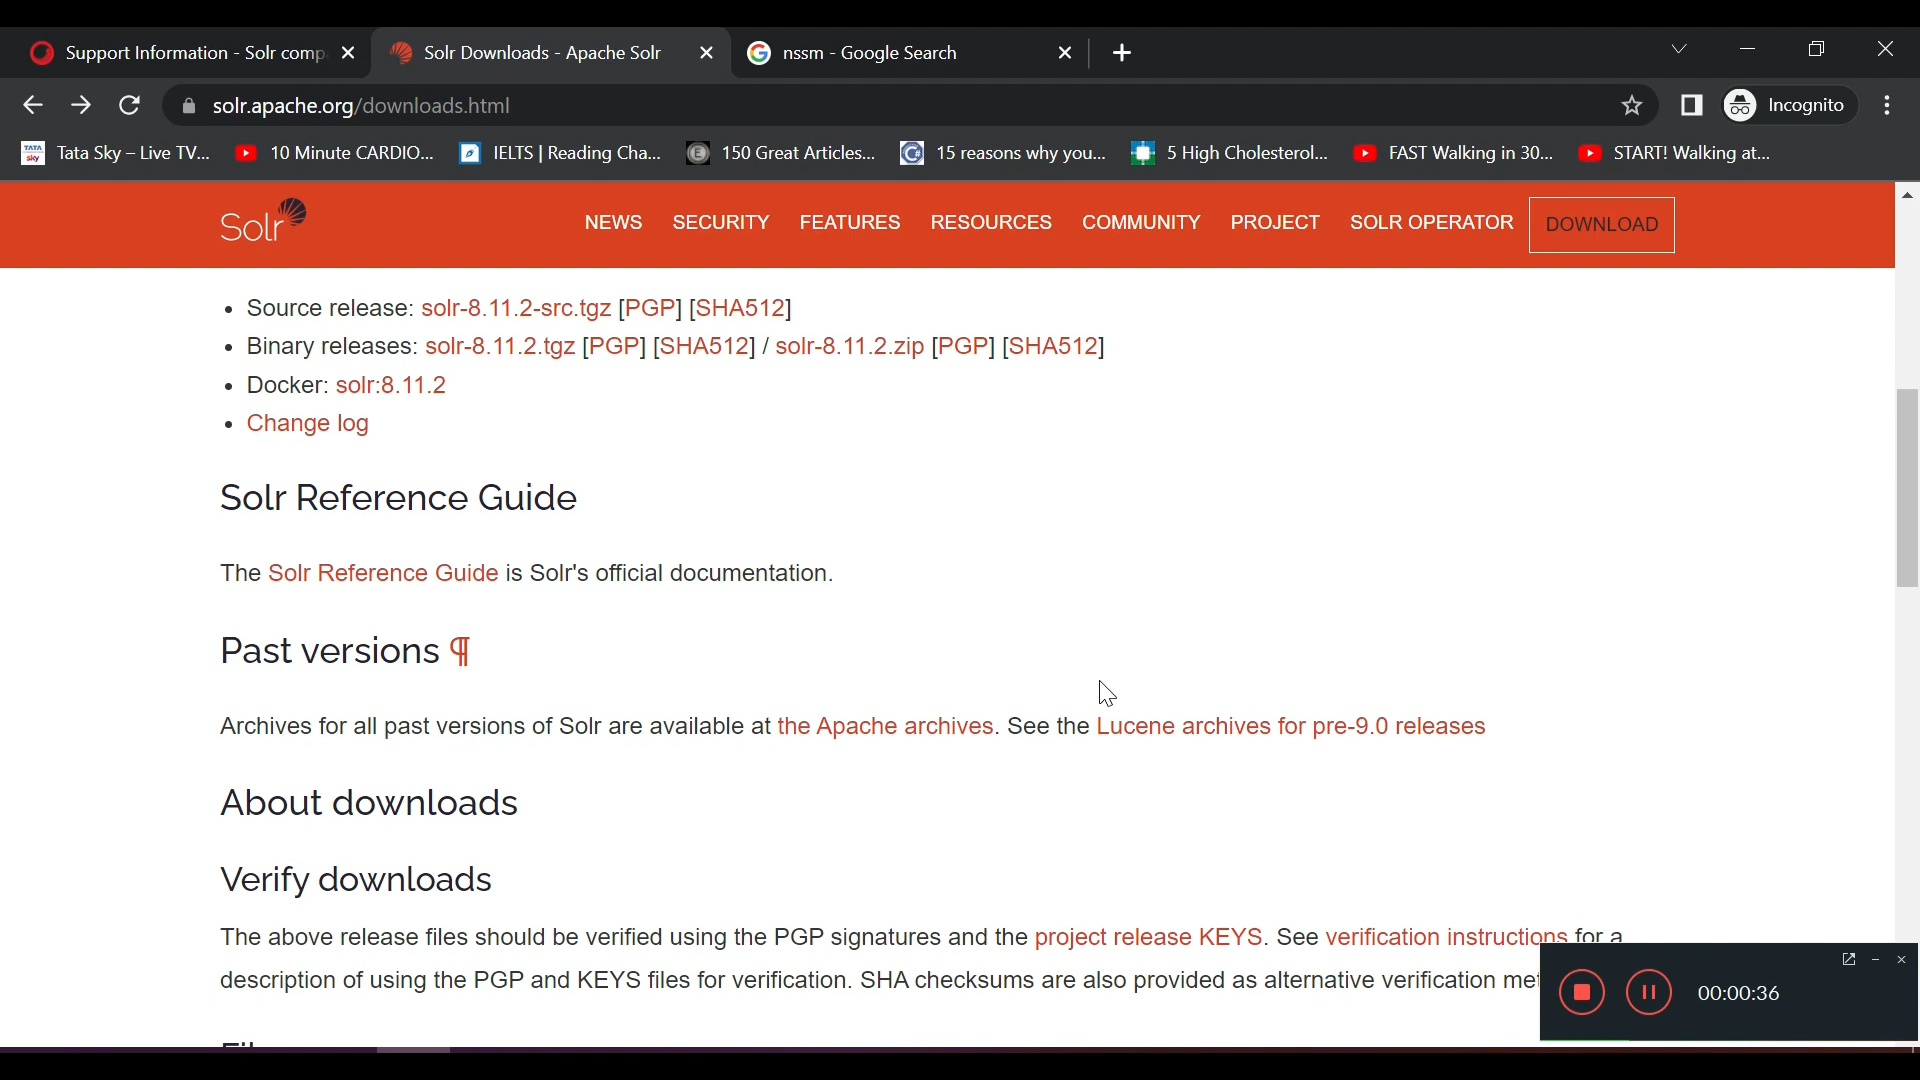 Support Information - Solr comp
Solr Downloads - Apache Solr
nssm - Google Search
solr.apache.org/downloads.html
Incognito
TATA sky
Tata Sky – Live TV...
10 Minute CARDIO...
IELTS | Reading Cha...
150 Great Articles...
15 reasons why you...
5 High Cholesterol...
FAST Walking in 30...
START! Walking at...
Solr
NEWS
SECURITY
FEATURES
RESOURCES
COMMUNITY
PROJECT
SOLR OPERATOR
DOWNLOAD
• Source release: solr-8.11.2-src.tgz [PGP] [SHA512]
• Binary releases: solr-8.11.2.tgz [PGP] [SHA512] / solr-8.11.2.zip [PGP] [SHA512]
• Docker: solr:8.11.2
• Change log
Solr Reference Guide
The Solr Reference Guide is Solr's official documentation.
Past versions ¶
Archives for all past versions of Solr are available at the Apache archives. See the Lucene archives for pre-9.0 releases
About downloads
Verify downloads
The above release files should be verified using the PGP signatures and the project release KEYS. See verification instructions for a
description of using the PGP and KEYS files for verification. SHA checksums are also provided as alternative verification
00:00:36